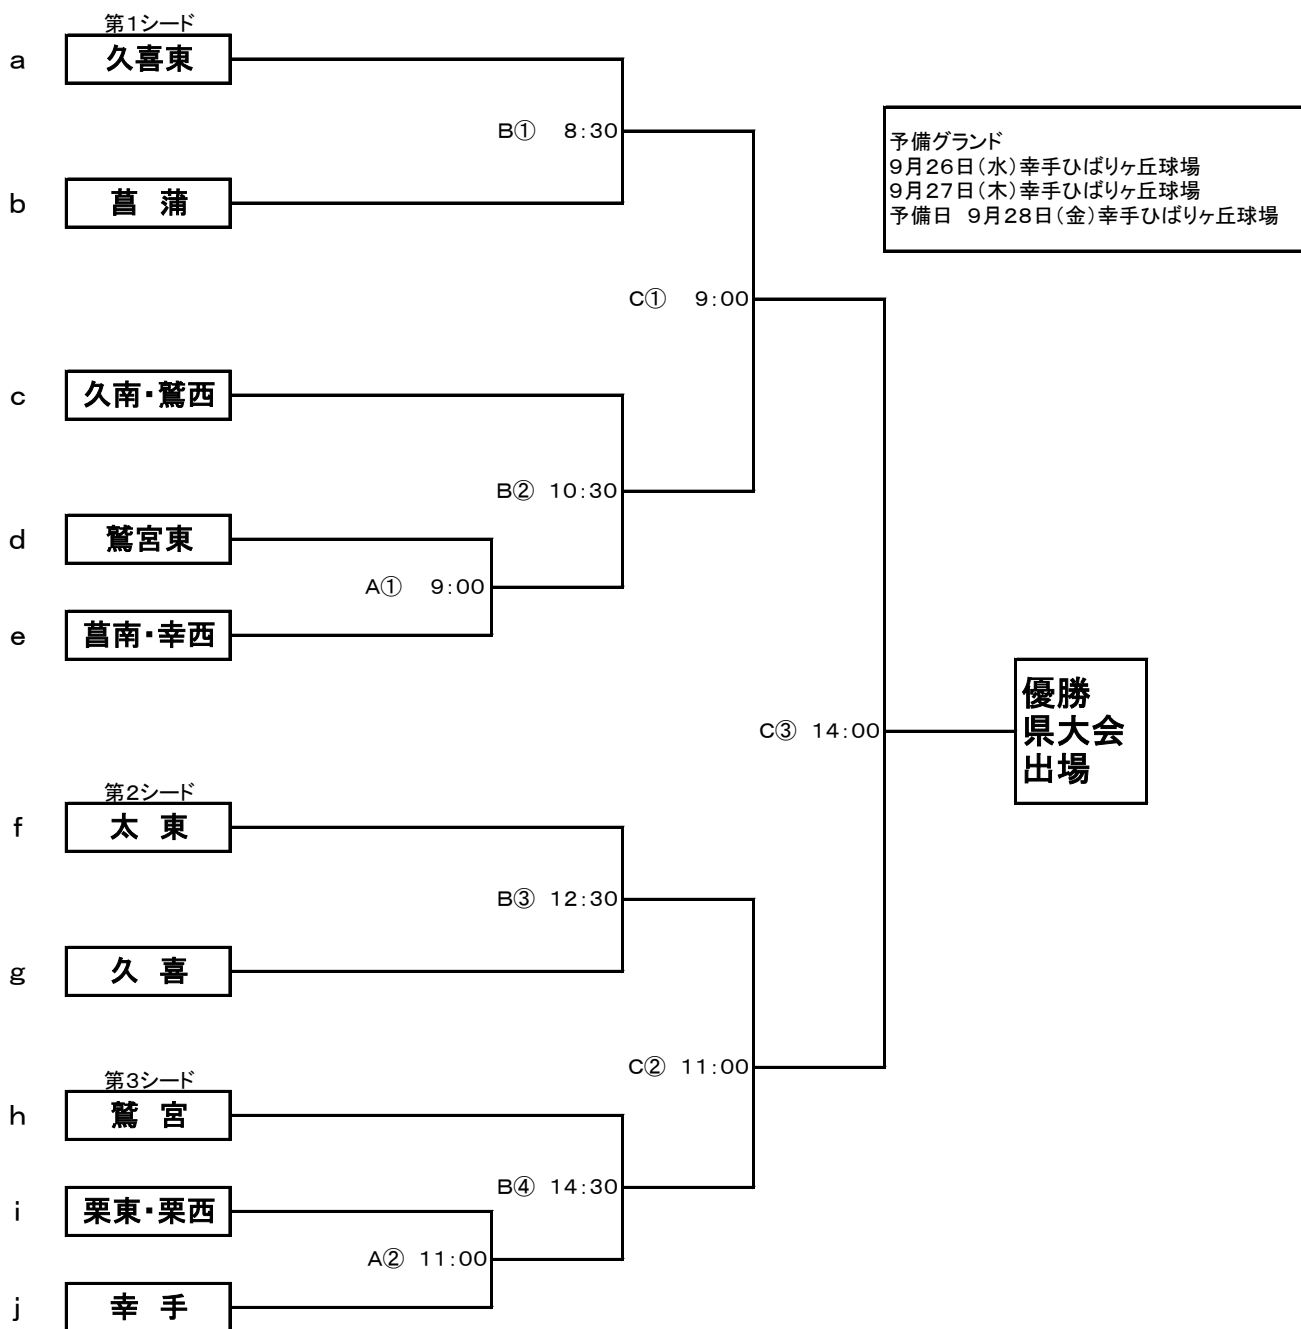 第1シード
a 久喜東
B① 8:30
b 菖 蒲
予備グランド
9月26日(水)幸手ひばりヶ丘球場
9月27日(木)幸手ひばりヶ丘球場
予備日 9月28日(金)幸手ひばりヶ丘球場
C① 9:00
c 久南・鷲西
B② 10:30
d 鷲宮東
A① 9:00
e 菖南・幸西
C③ 14:00
優勝
県大会
出場
第2シード
f 太 東
B③ 12:30
g 久 喜
C② 11:00
第3シード
h 鷲 宮
B④ 14:30
i 栗東・栗西
A② 11:00
j 幸 手